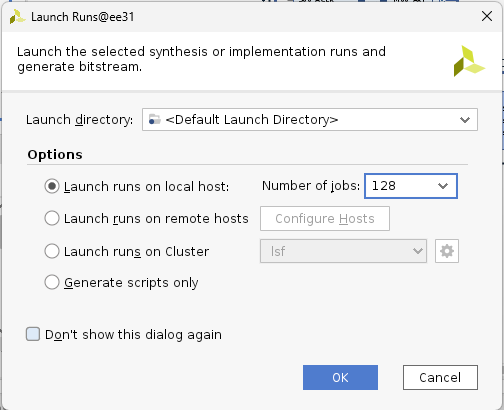 Launch Runs@ee31
Launch the selected synthesis or implementation runs and
generate bitstream.
Launch directory: <Default Launch Directory>
Options
Launch runs on local host: Number of jobs: 128
Launch runs on remote hosts Configure Hosts
Launch runs on Cluster lsf
Generate scripts only
Don't show this dialog again
OK Cancel